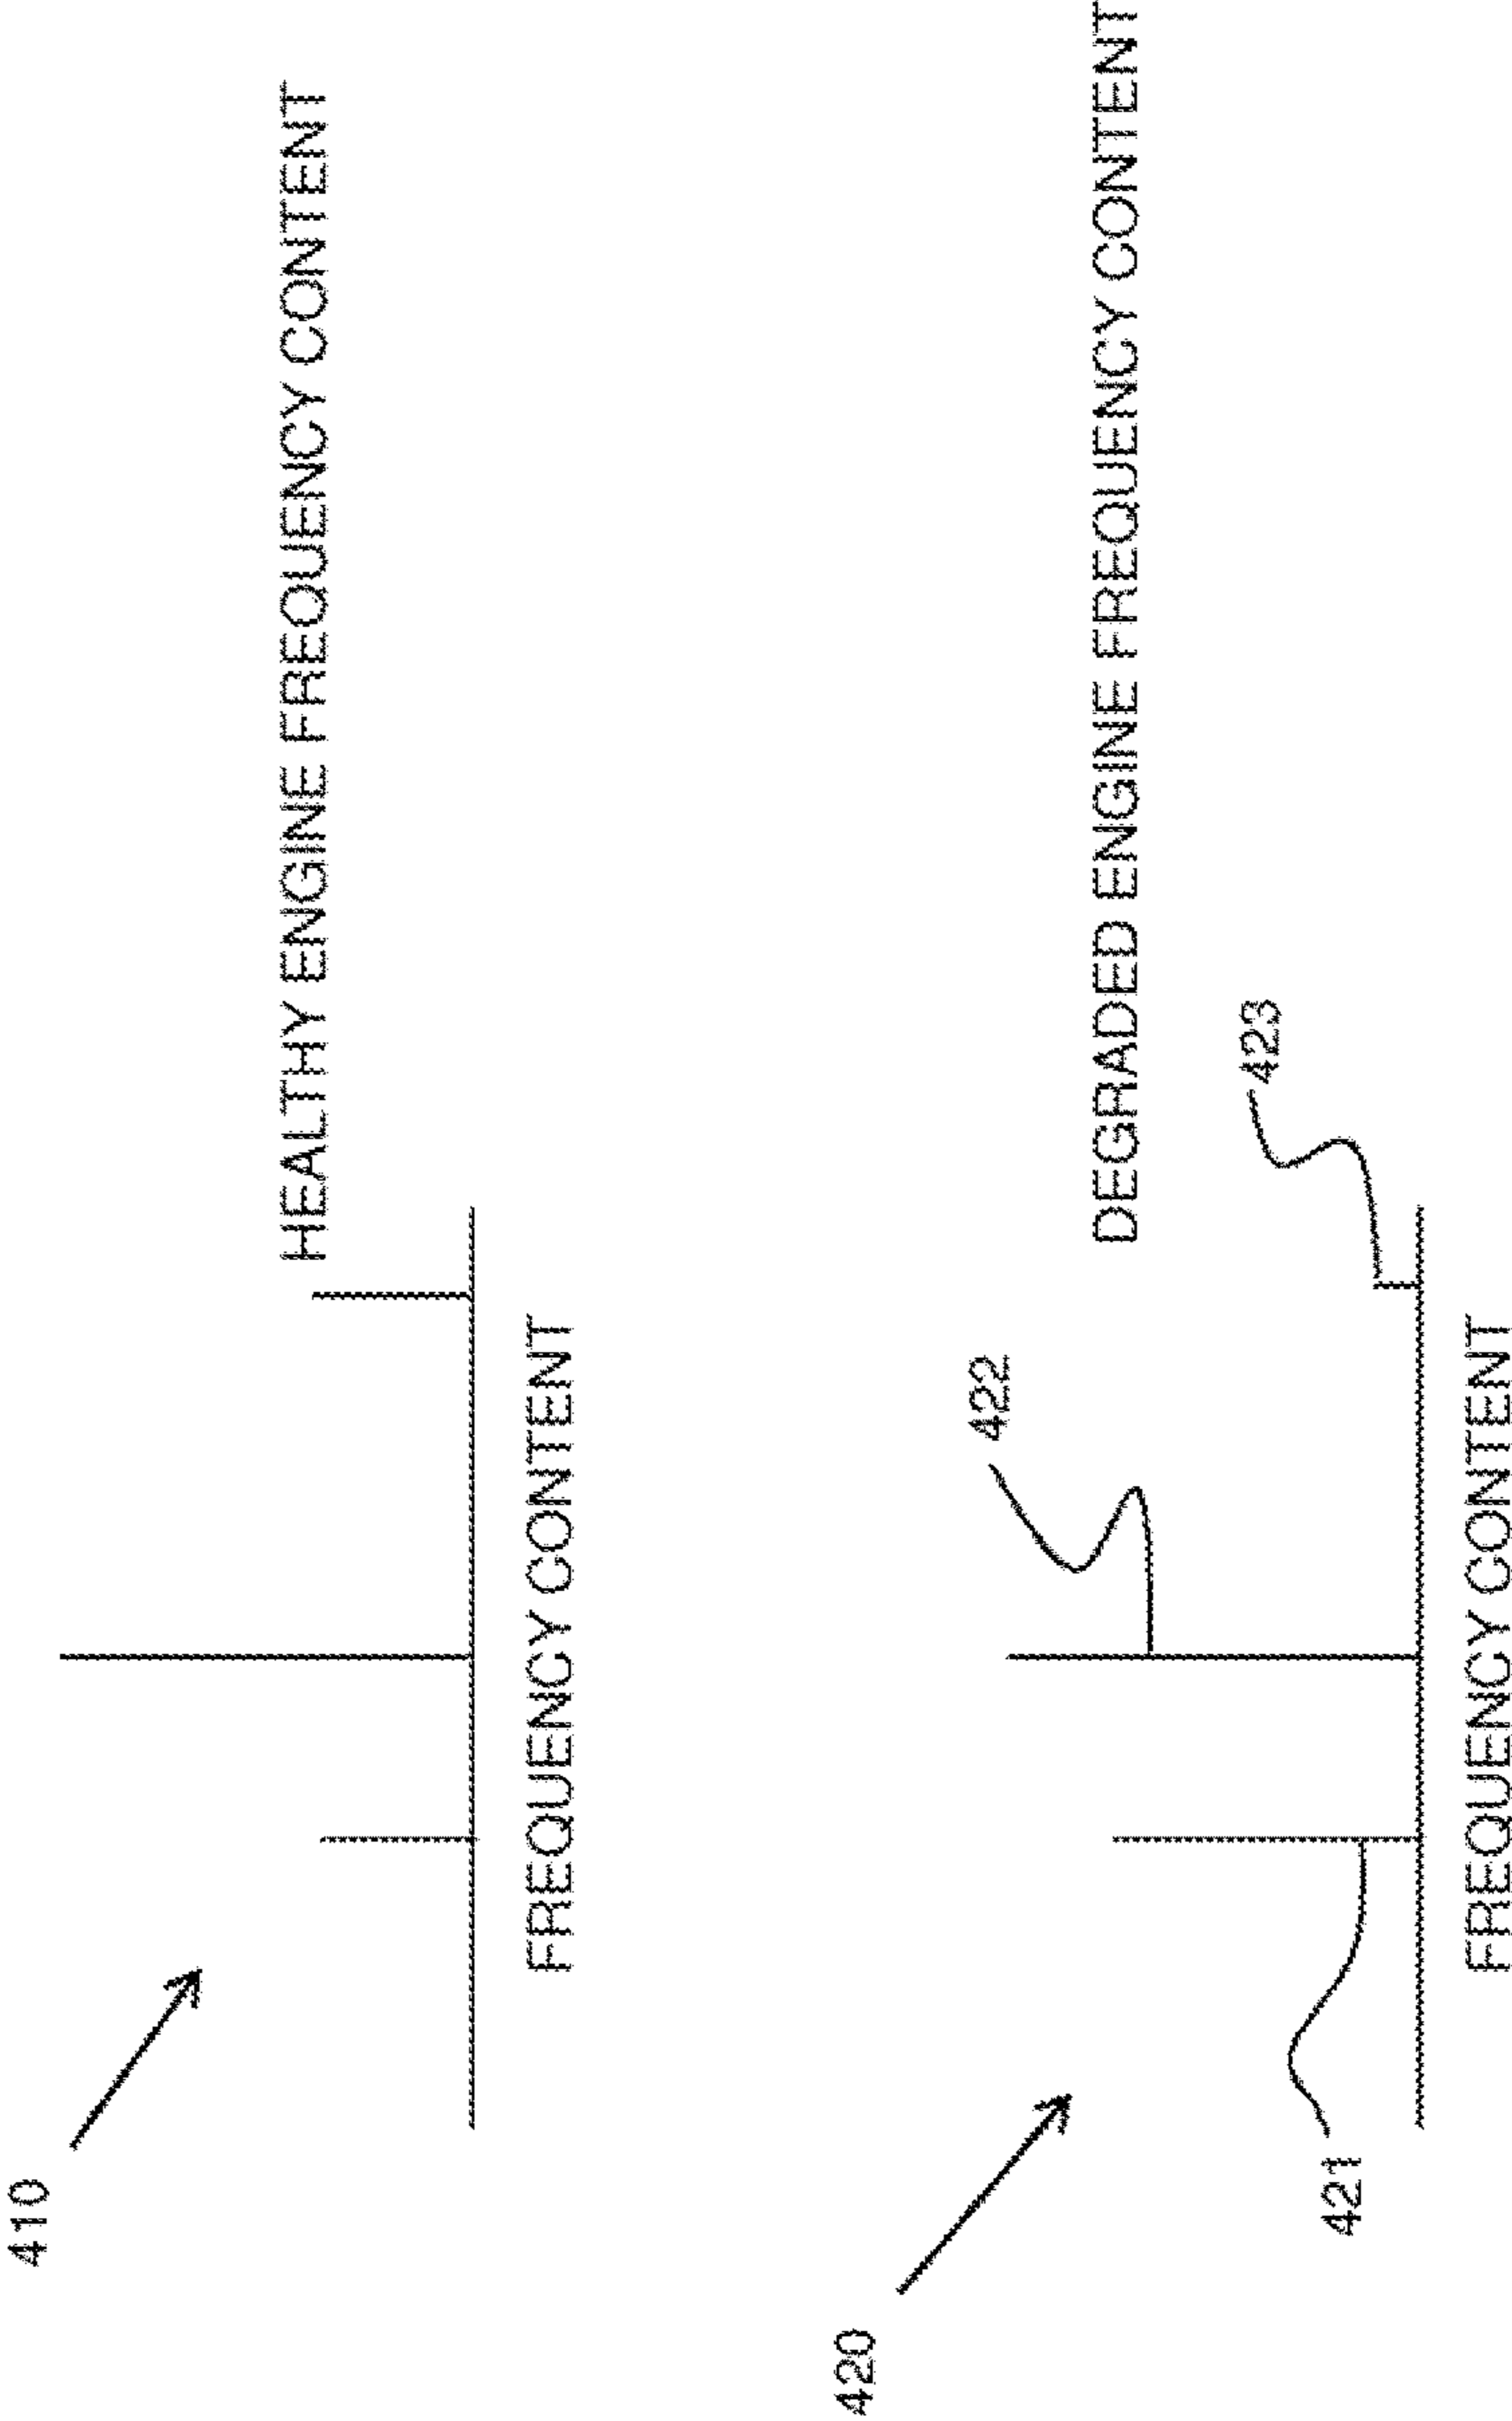 410
HEALTHY ENGINE FREQUENCY CONTENT
FREQUENCY CONTENT
420
DEGRADED ENGINE FREQUENCY CONTENT
422
423
421
FREQUENCY CONTENT